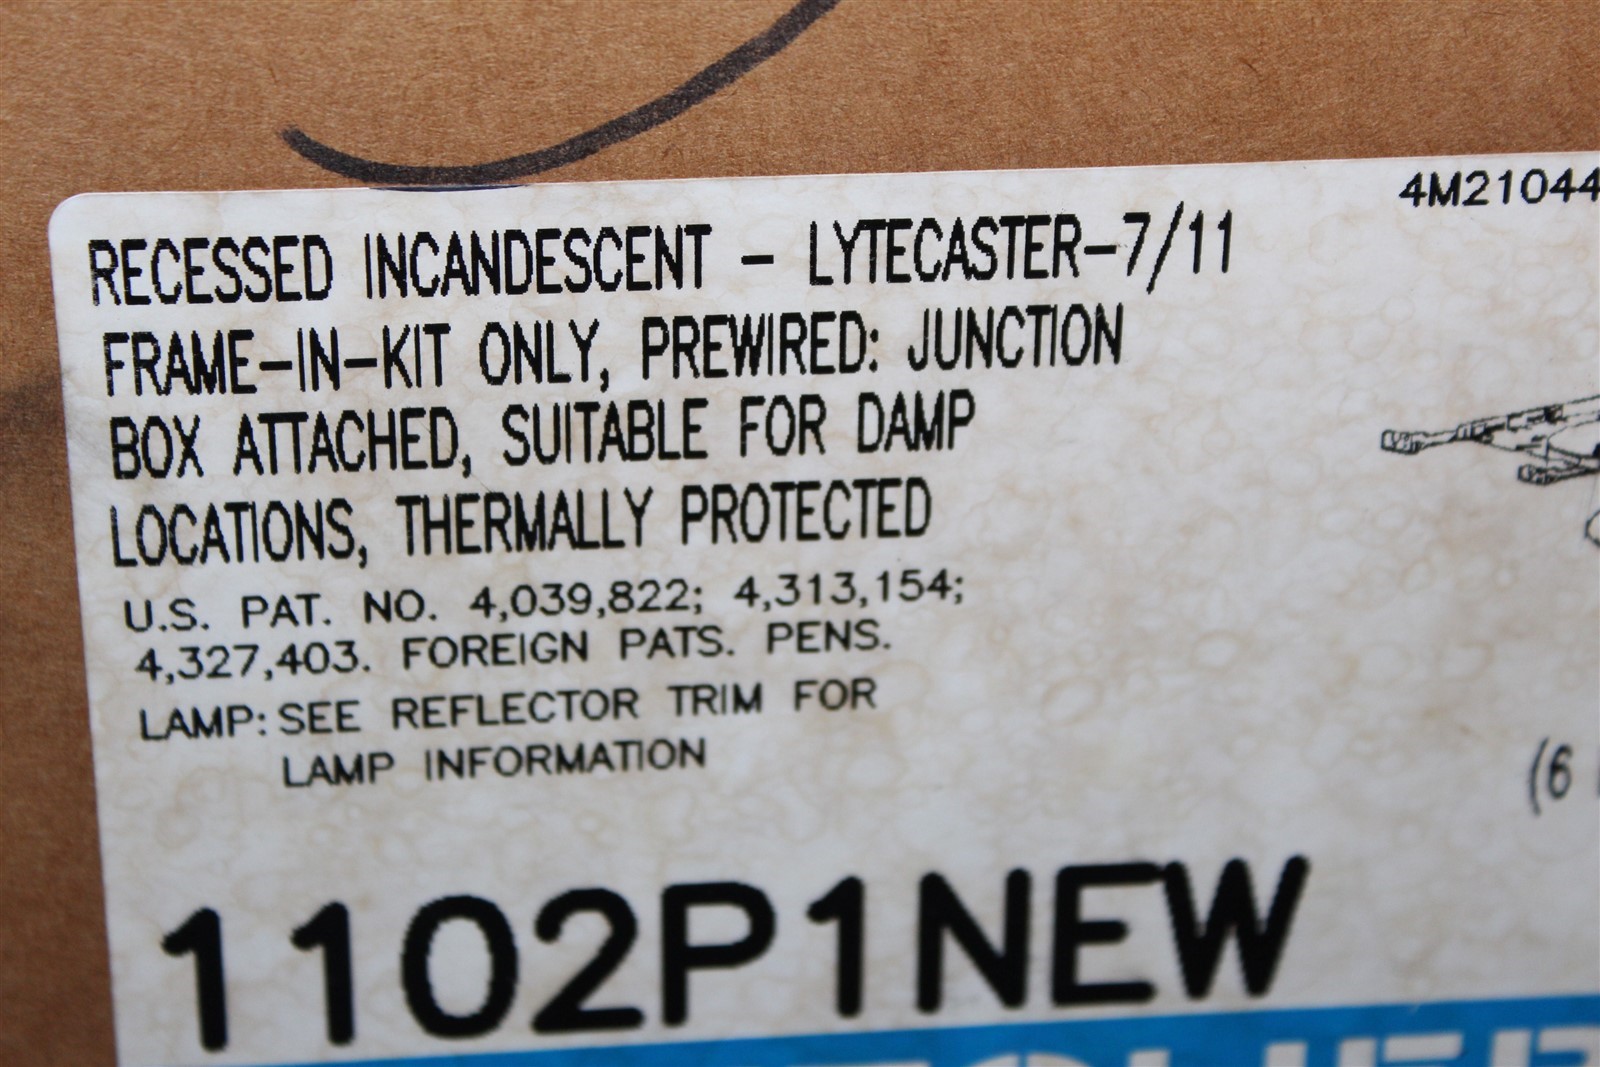 4M21044
RECESSED INCANDESCENT - LYTECASTER-7/11
FRAME-IN-KIT ONLY, PREWIRED: JUNCTION
BOX ATTACHED, SUITABLE FOR DAMP
LOCATIONS, THERMALLY PROTECTED
U.S. PAT. NO. 4,039,822; 4,313,154;
4,327,403. FOREIGN PATS. PENS.
LAMP: SEE REFLECTOR TRIM FOR
LAMP INFORMATION
(6
1102P1NEW